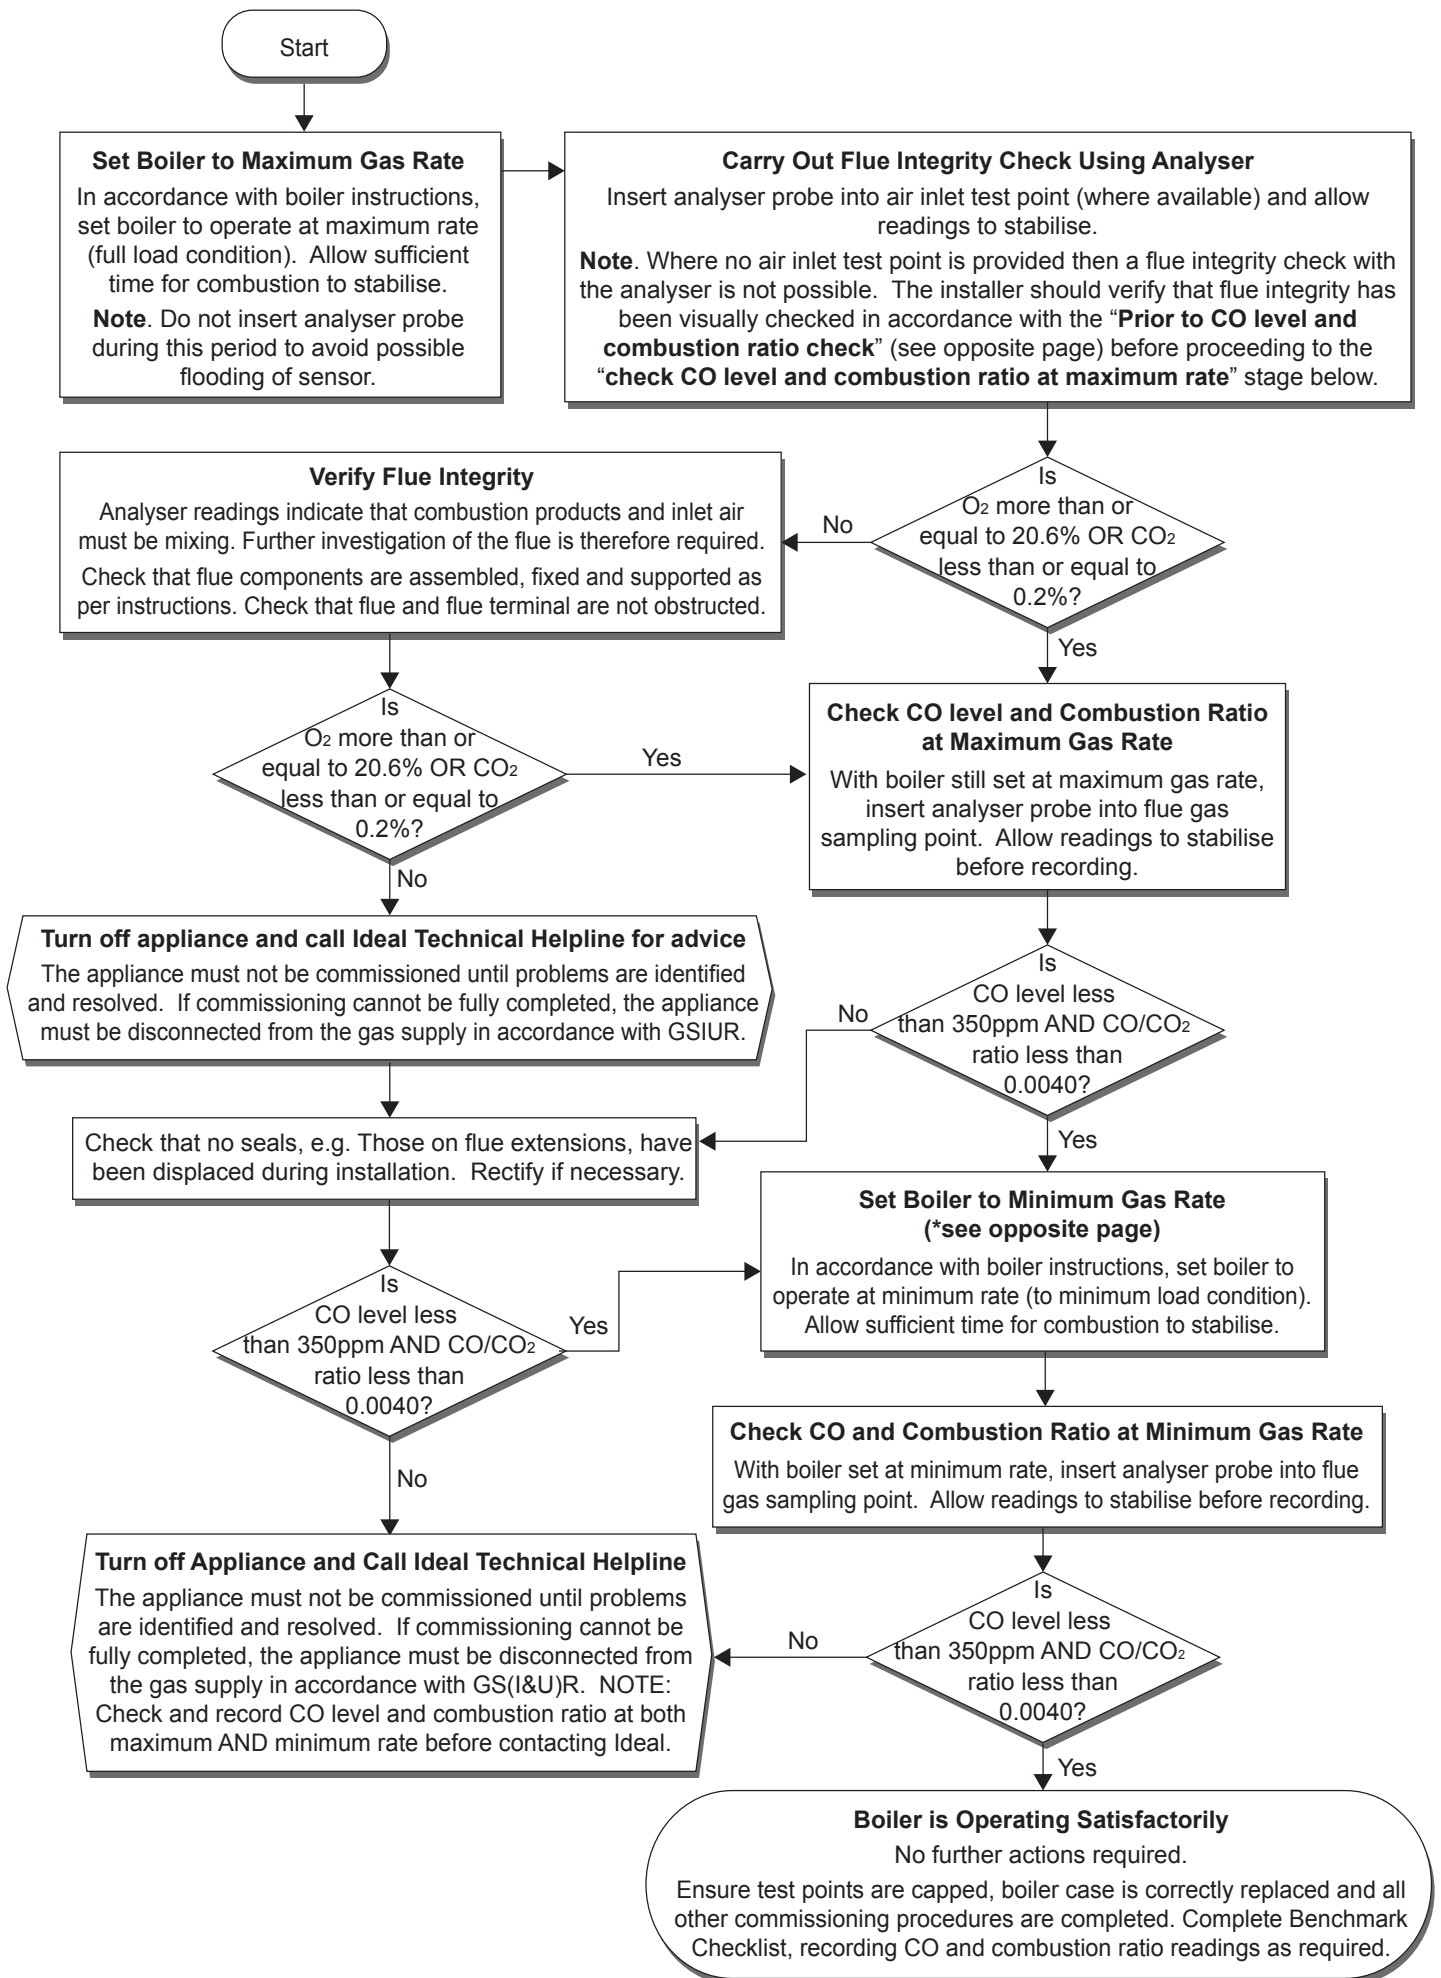 Start
Set Boiler to Maximum Gas Rate
In accordance with boiler instructions,
set boiler to operate at maximum rate
(full load condition).  Allow sufficient
time for combustion to stabilise.
Note. Do not insert analyser probe
during this period to avoid possible
flooding of sensor.
Carry Out Flue Integrity Check Using Analyser
Insert analyser probe into air inlet test point (where available) and allow
readings to stabilise.
Note. Where no air inlet test point is provided then a flue integrity check with
the analyser is not possible.  The installer should verify that flue integrity has
been visually checked in accordance with the “Prior to CO level and
combustion ratio check” (see opposite page) before proceeding to the
“check CO level and combustion ratio at maximum rate” stage below.
Is
O2 more than or
equal to 20.6% OR CO2
less than or equal to
0.2%?
No
Yes
Verify Flue Integrity
Analyser readings indicate that combustion products and inlet air
must be mixing. Further investigation of the flue is therefore required.
Check that flue components are assembled, fixed and supported as
per instructions. Check that flue and flue terminal are not obstructed.
Is
O2 more than or
equal to 20.6% OR CO2
less than or equal to
0.2%?
Yes
No
Check CO level and Combustion Ratio
at Maximum Gas Rate
With boiler still set at maximum gas rate,
insert analyser probe into flue gas
sampling point.  Allow readings to stabilise
before recording.
Turn off appliance and call Ideal Technical Helpline for advice
The appliance must not be commissioned until problems are identified
and resolved.  If commissioning cannot be fully completed, the appliance
must be disconnected from the gas supply in accordance with GSIUR.
Is
CO level less
than 350ppm AND CO/CO2
ratio less than
0.0040?
No
Yes
Check that no seals, e.g. Those on flue extensions, have
been displaced during installation.  Rectify if necessary.
Set Boiler to Minimum Gas Rate
(*see opposite page)
In accordance with boiler instructions, set boiler to
operate at minimum rate (to minimum load condition).
Allow sufficient time for combustion to stabilise.
Is
CO level less
than 350ppm AND CO/CO2
ratio less than
0.0040?
Yes
No
Check CO and Combustion Ratio at Minimum Gas Rate
With boiler set at minimum rate, insert analyser probe into flue
gas sampling point.  Allow readings to stabilise before recording.
Turn off Appliance and Call Ideal Technical Helpline
The appliance must not be commissioned until problems
are identified and resolved.  If commissioning cannot be
fully completed, the appliance must be disconnected from
the gas supply in accordance with GS(I&U)R.  NOTE:
Check and record CO level and combustion ratio at both
maximum AND minimum rate before contacting Ideal.
Is
CO level less
than 350ppm AND CO/CO2
ratio less than
0.0040?
No
Yes
Boiler is Operating Satisfactorily
No further actions required.
Ensure test points are capped, boiler case is correctly replaced and all
other commissioning procedures are completed. Complete Benchmark
Checklist, recording CO and combustion ratio readings as required.